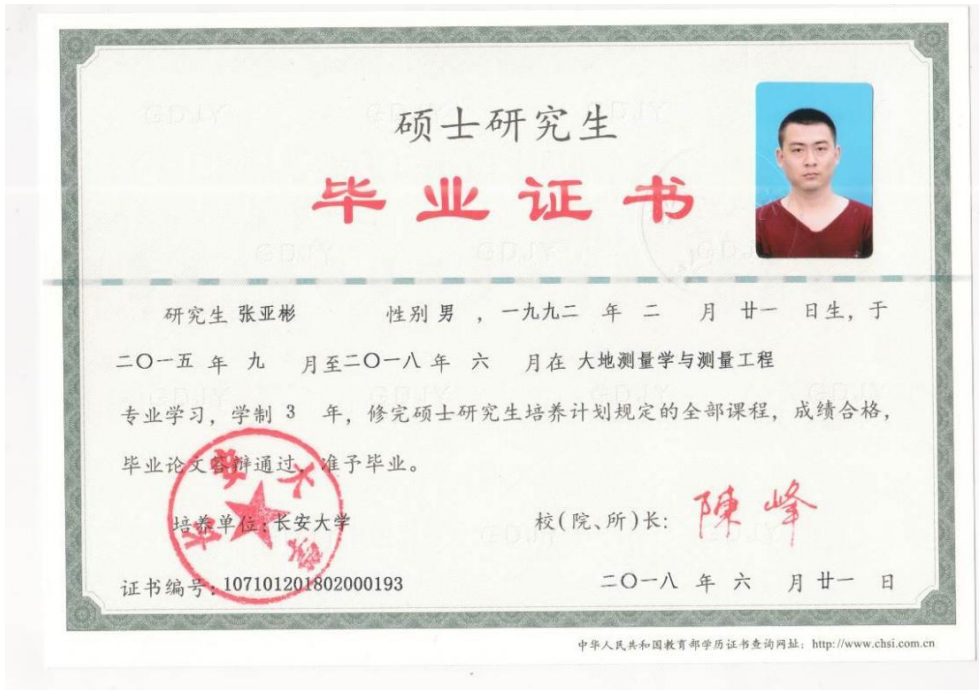 硕士研究生
毕业证书
研究生 张亚彬 性别 男 ，一九九二 年 二 月 廿一 日生，于
二〇一五 年 九 月至二〇一八 年 六 月在 大地测量学与测量工程
专业学习，学制 3 年，修完硕士研究生培养计划规定的全部课程，成绩合格，
毕业论文答辩通过，准予毕业。
培养单位：长安大学
校（院、所）长： 陳峰
证书编号：107101201802000193
二〇一八 年 六 月 廿一 日
中华人民共和国教育部学历证书查询网址：http://www.chsi.com.cn